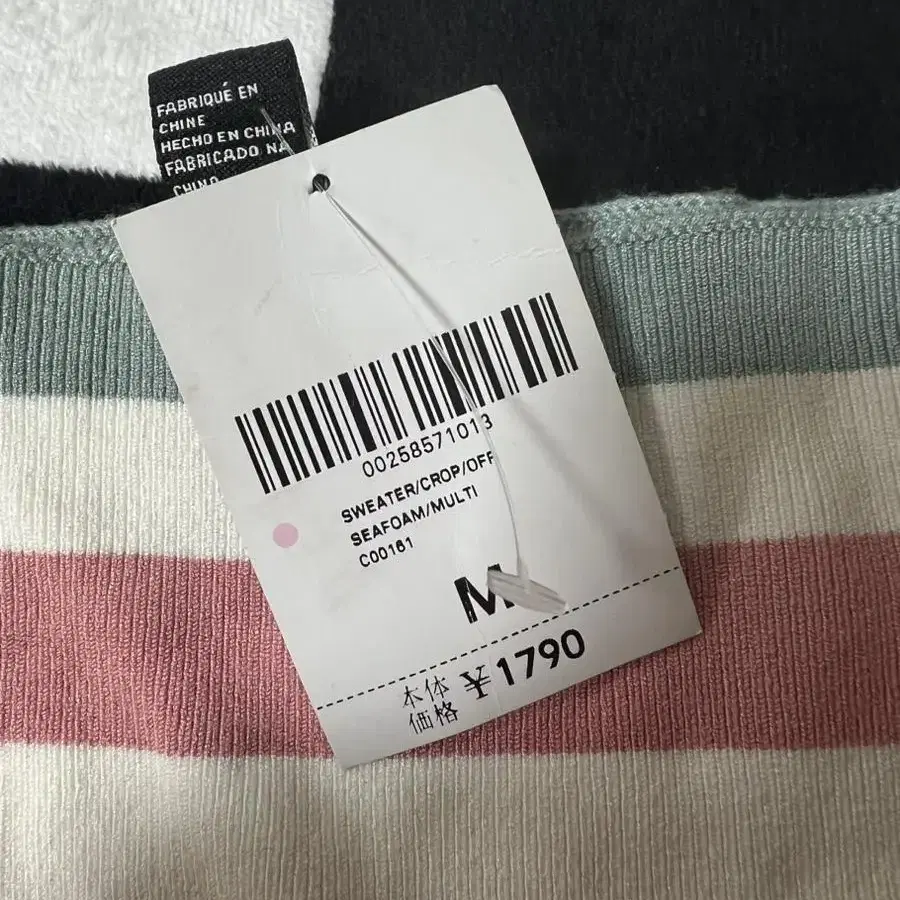 FABRIQUÉ EN
CHINE
HECHO EN CHINA
FABRICADO NA
CHINA
00258571013
SWEATER/CROP/OFF
SEAFOAM/MULTI
C00161
M
本体
価格
¥1790